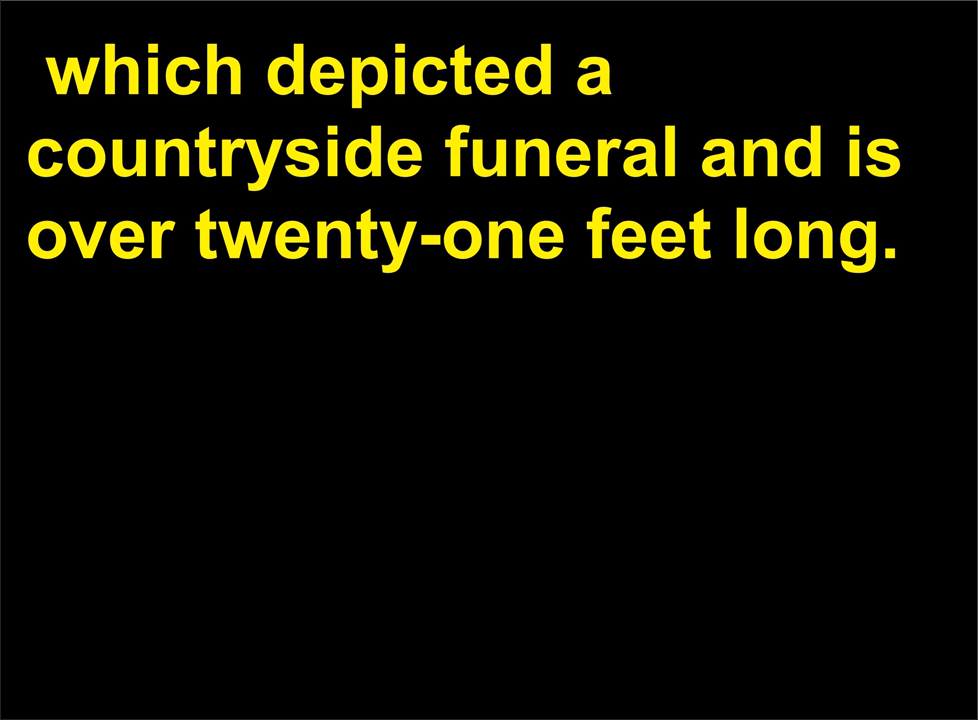 which depicted a
countryside funeral and is
over twenty-one feet long.